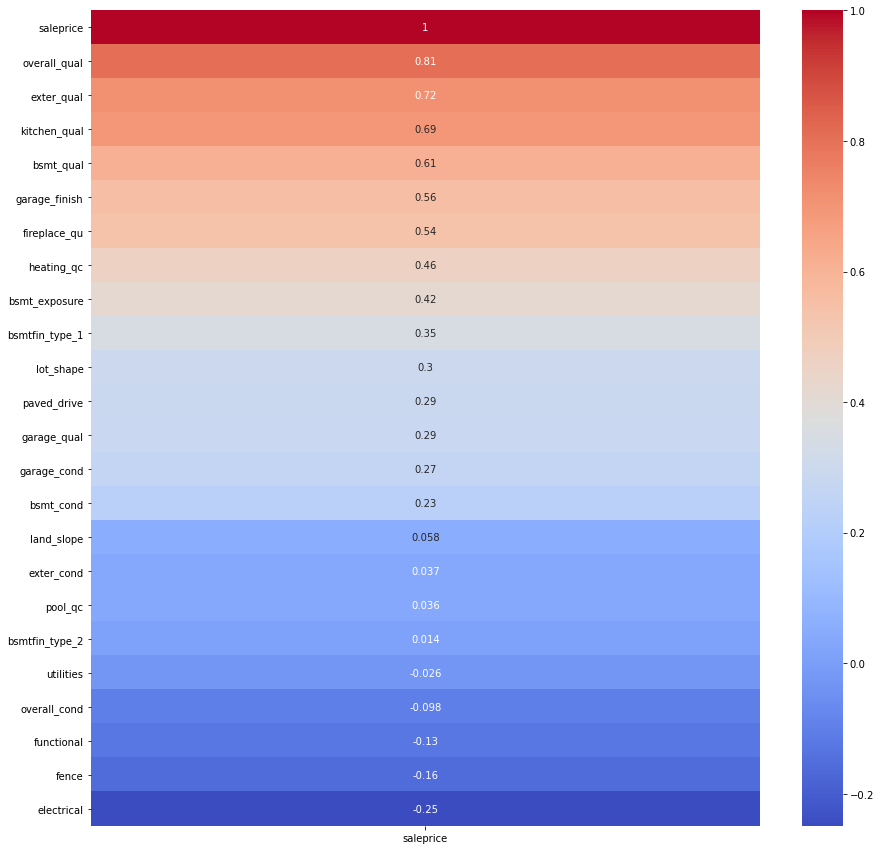 saleprice 1
overall_qual 0.81
exter_qual 0.72
kitchen_qual 0.69
bsmt_qual 0.61
garage_finish 0.56
fireplace_qu 0.54
heating_qc 0.46
bsmt_exposure 0.42
bsmtfin_type_1 0.35
lot_shape 0.3
paved_drive 0.29
garage_qual 0.29
garage_cond 0.27
bsmt_cond 0.23
land_slope 0.058
exter_cond 0.037
pool_qc 0.036
bsmtfin_type_2 0.014
utilities -0.026
overall_cond -0.098
functional -0.13
fence -0.16
electrical -0.25
saleprice
1.0
0.8
0.6
0.4
0.2
0.0
−0.2